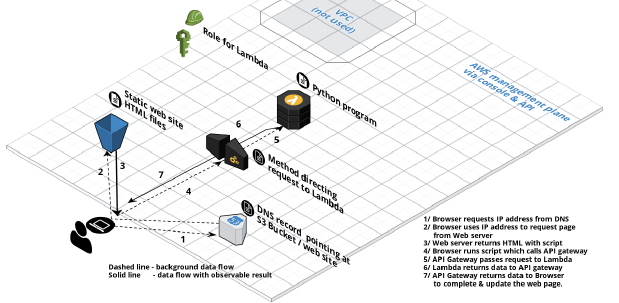 VPC
(not used)
Role for Lambda
AWS management plane
via console & API
Static web site
HTML files
Python program
6
5
3
2
7
4
Method directing
request to Lambda
DNS record pointing at
S3 Bucket / web site
1
Dashed line - background data flow
Solid line - data flow with observable result
1/ Browser requests IP address from DNS
2/ Browser uses IP address to request page
from Web server
3/ Web server returns HTML with script
4/ Browser runs script which calls API gateway
5/ API Gateway passes request to Lambda
6/ Lambda returns data to API gateway
7/ API Gateway returns data to Browser
to complete & update the web page.